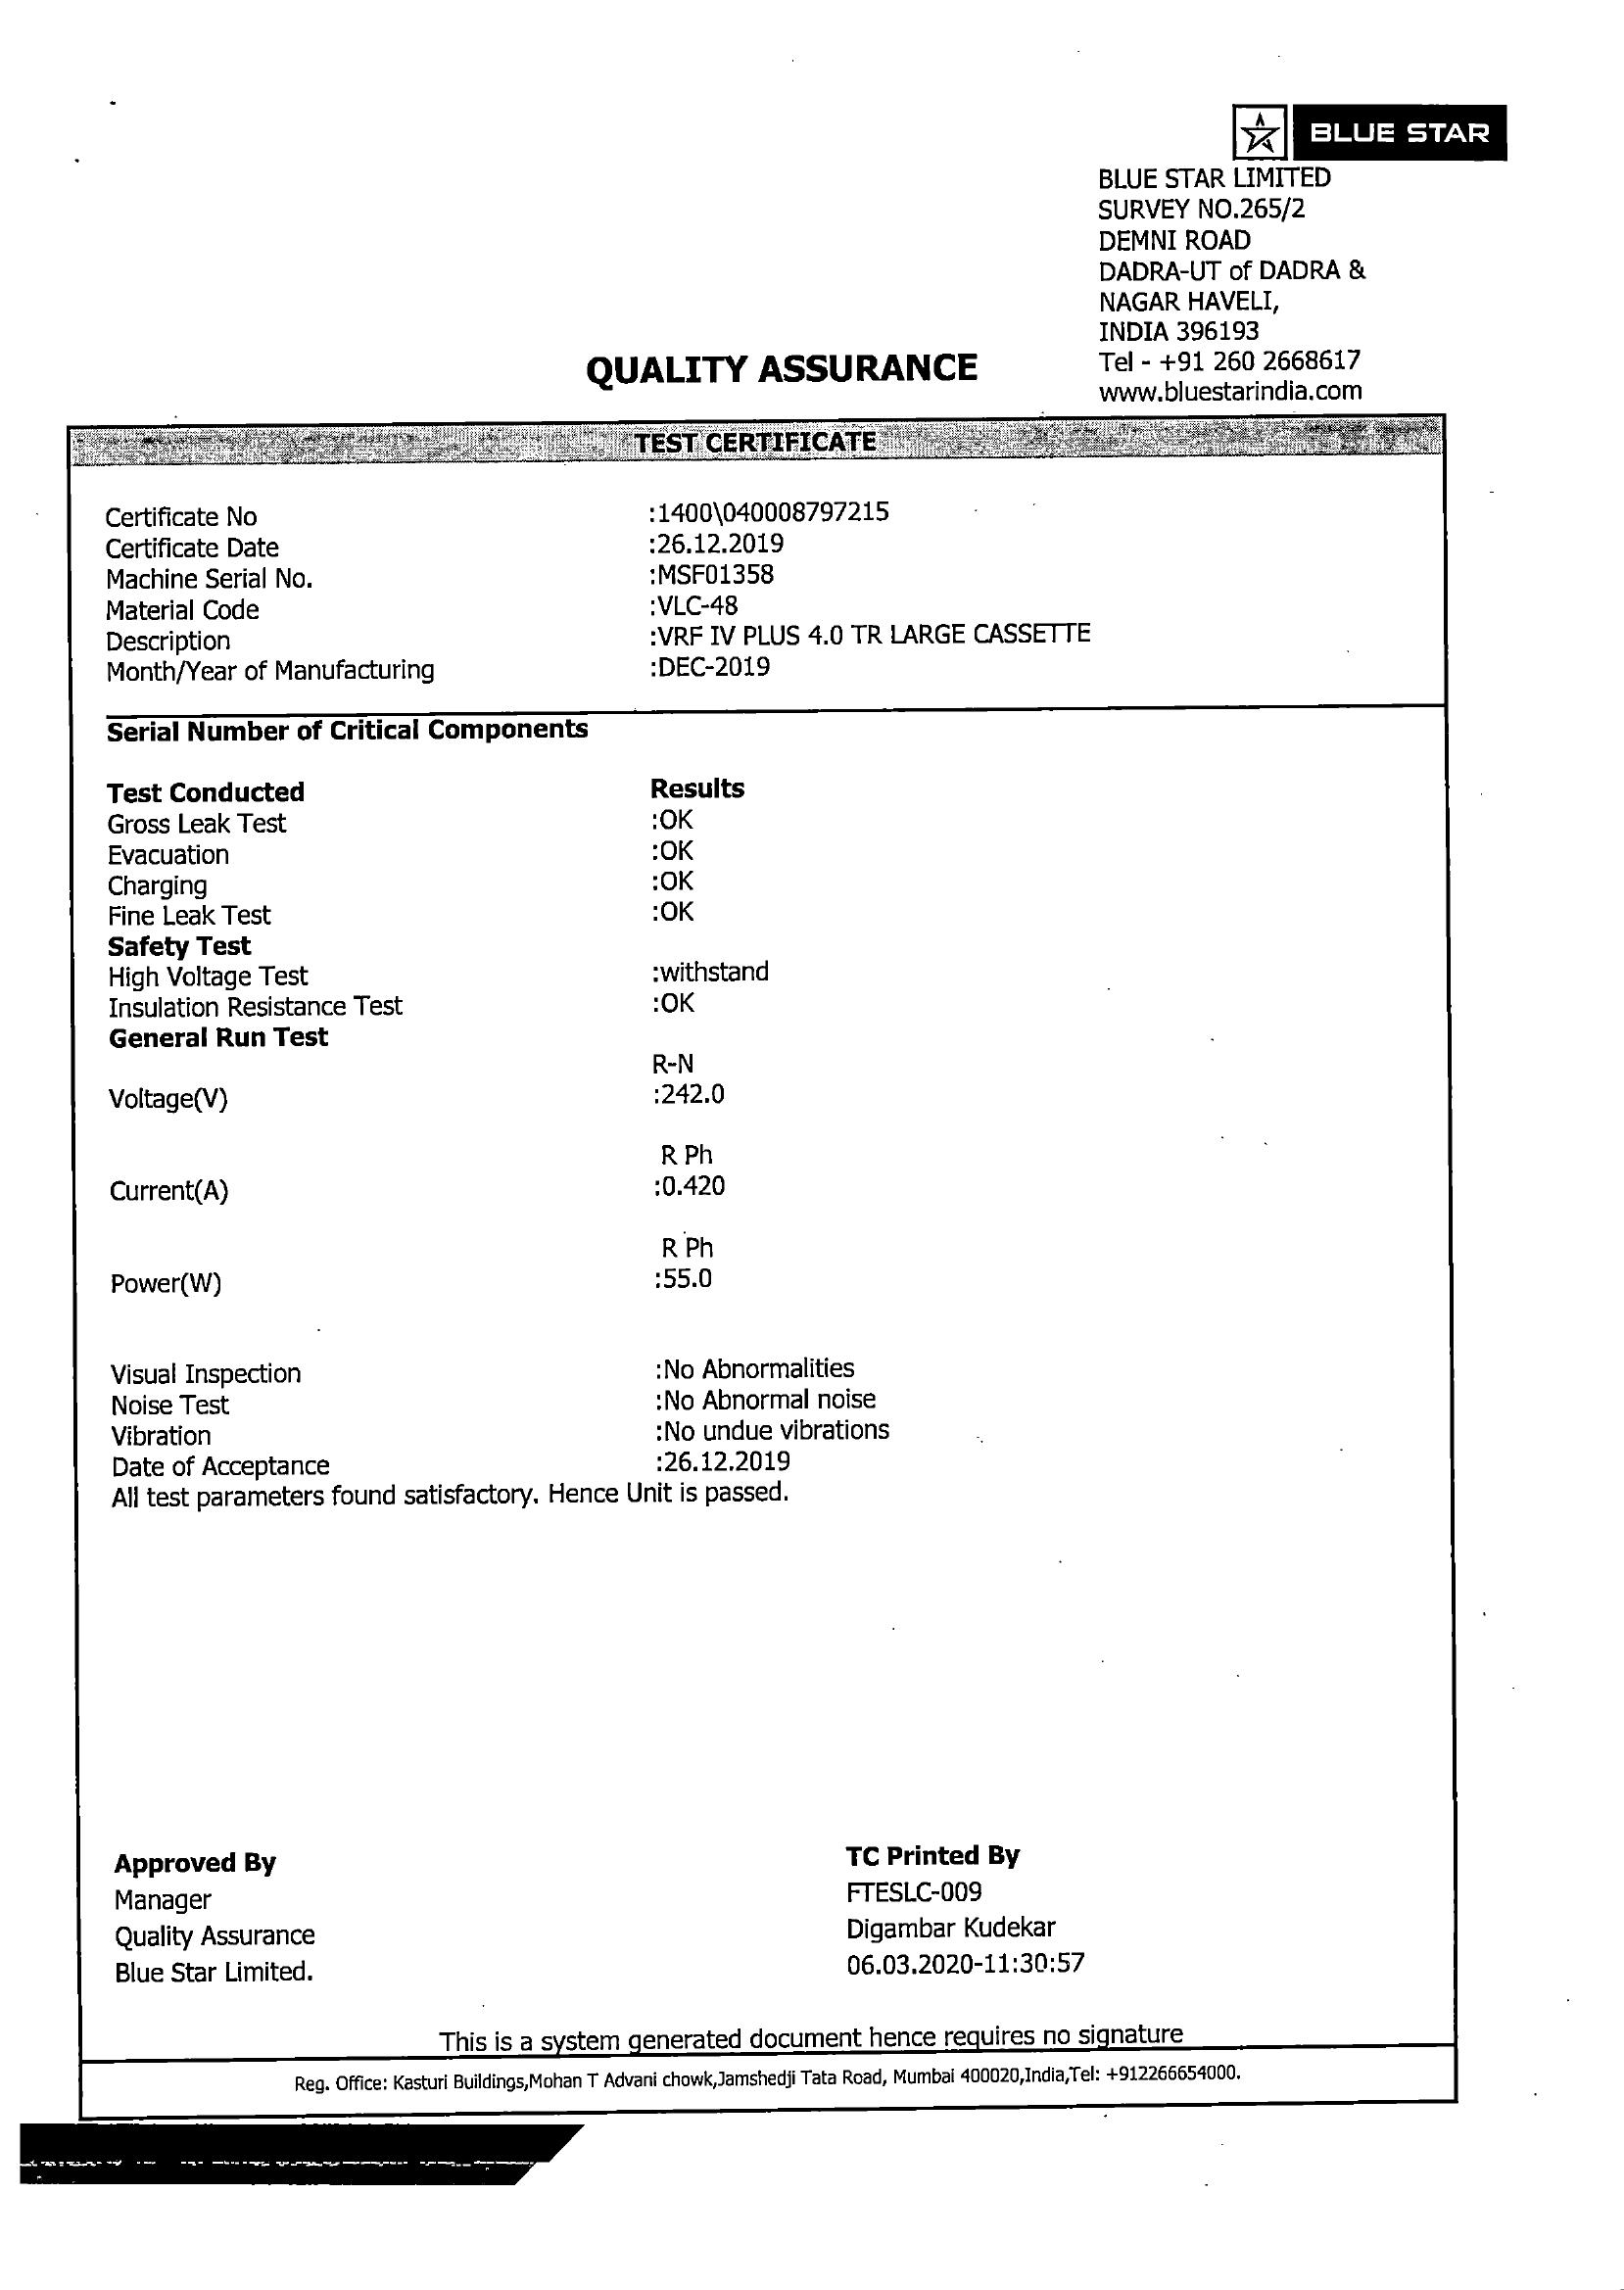 BLUE STAR
BLUE STAR LIMITED
SURVEY NO.265/2
DEMNI ROAD
DADRA-UT of DADRA &
NAGAR HAVELI,
INDIA 396193
Tel - +91 260 2668617
www.bluestarindia.com
QUALITY ASSURANCE
TEST CERTIFICATE
Certificate No :1400\040008797215
Certificate Date :26.12.2019
Machine Serial No. :MSF01358
Material Code :VLC-48
Description :VRF IV PLUS 4.0 TR LARGE CASSETTE
Month/Year of Manufacturing :DEC-2019
Serial Number of Critical Components
Test Conducted Results
Gross Leak Test :OK
Evacuation :OK
Charging :OK
Fine Leak Test :OK
Safety Test
High Voltage Test :withstand
Insulation Resistance Test :OK
General Run Test
R-N
Voltage(V) :242.0
R Ph
Current(A) :0.420
R Ph
Power(W) :55.0
Visual Inspection :No Abnormalities
Noise Test :No Abnormal noise
Vibration :No undue vibrations
Date of Acceptance :26.12.2019
All test parameters found satisfactory. Hence Unit is passed.
Approved By
Manager
Quality Assurance
Blue Star Limited.
TC Printed By
FTESLC-009
Digambar Kudekar
06.03.2020-11:30:57
This is a system generated document hence requires no signature
Reg. Office: Kasturi Buildings,Mohan T Advani chowk,Jamshedji Tata Road, Mumbai 400020,India,Tel: +912266654000.